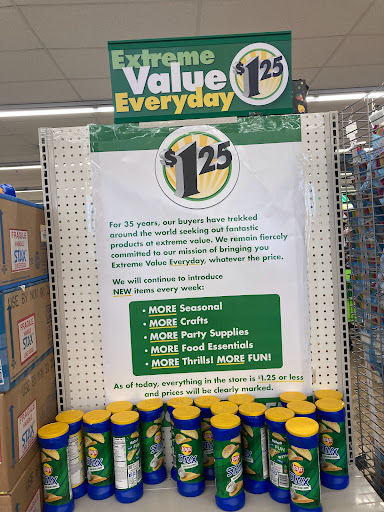 Extreme
Value
Everyday
$1.25
$1.25
For 35 years, our buyers have trekked
around the world seeking out fantastic
products at extreme value. We remain fiercely
committed to our mission of bringing you
Extreme Value Everyday, whatever the price.
We will continue to introduce
NEW items every week:
• MORE Seasonal
• MORE Crafts
• MORE Party Supplies
• MORE Food Essentials
• MORE Thrills! MORE FUN!
As of today, everything in the store is $1.25 or less
and prices will be clearly marked.
FRAGILE
STAX
FRAGILE
STAX
STAX
STAX
STAX
STAX